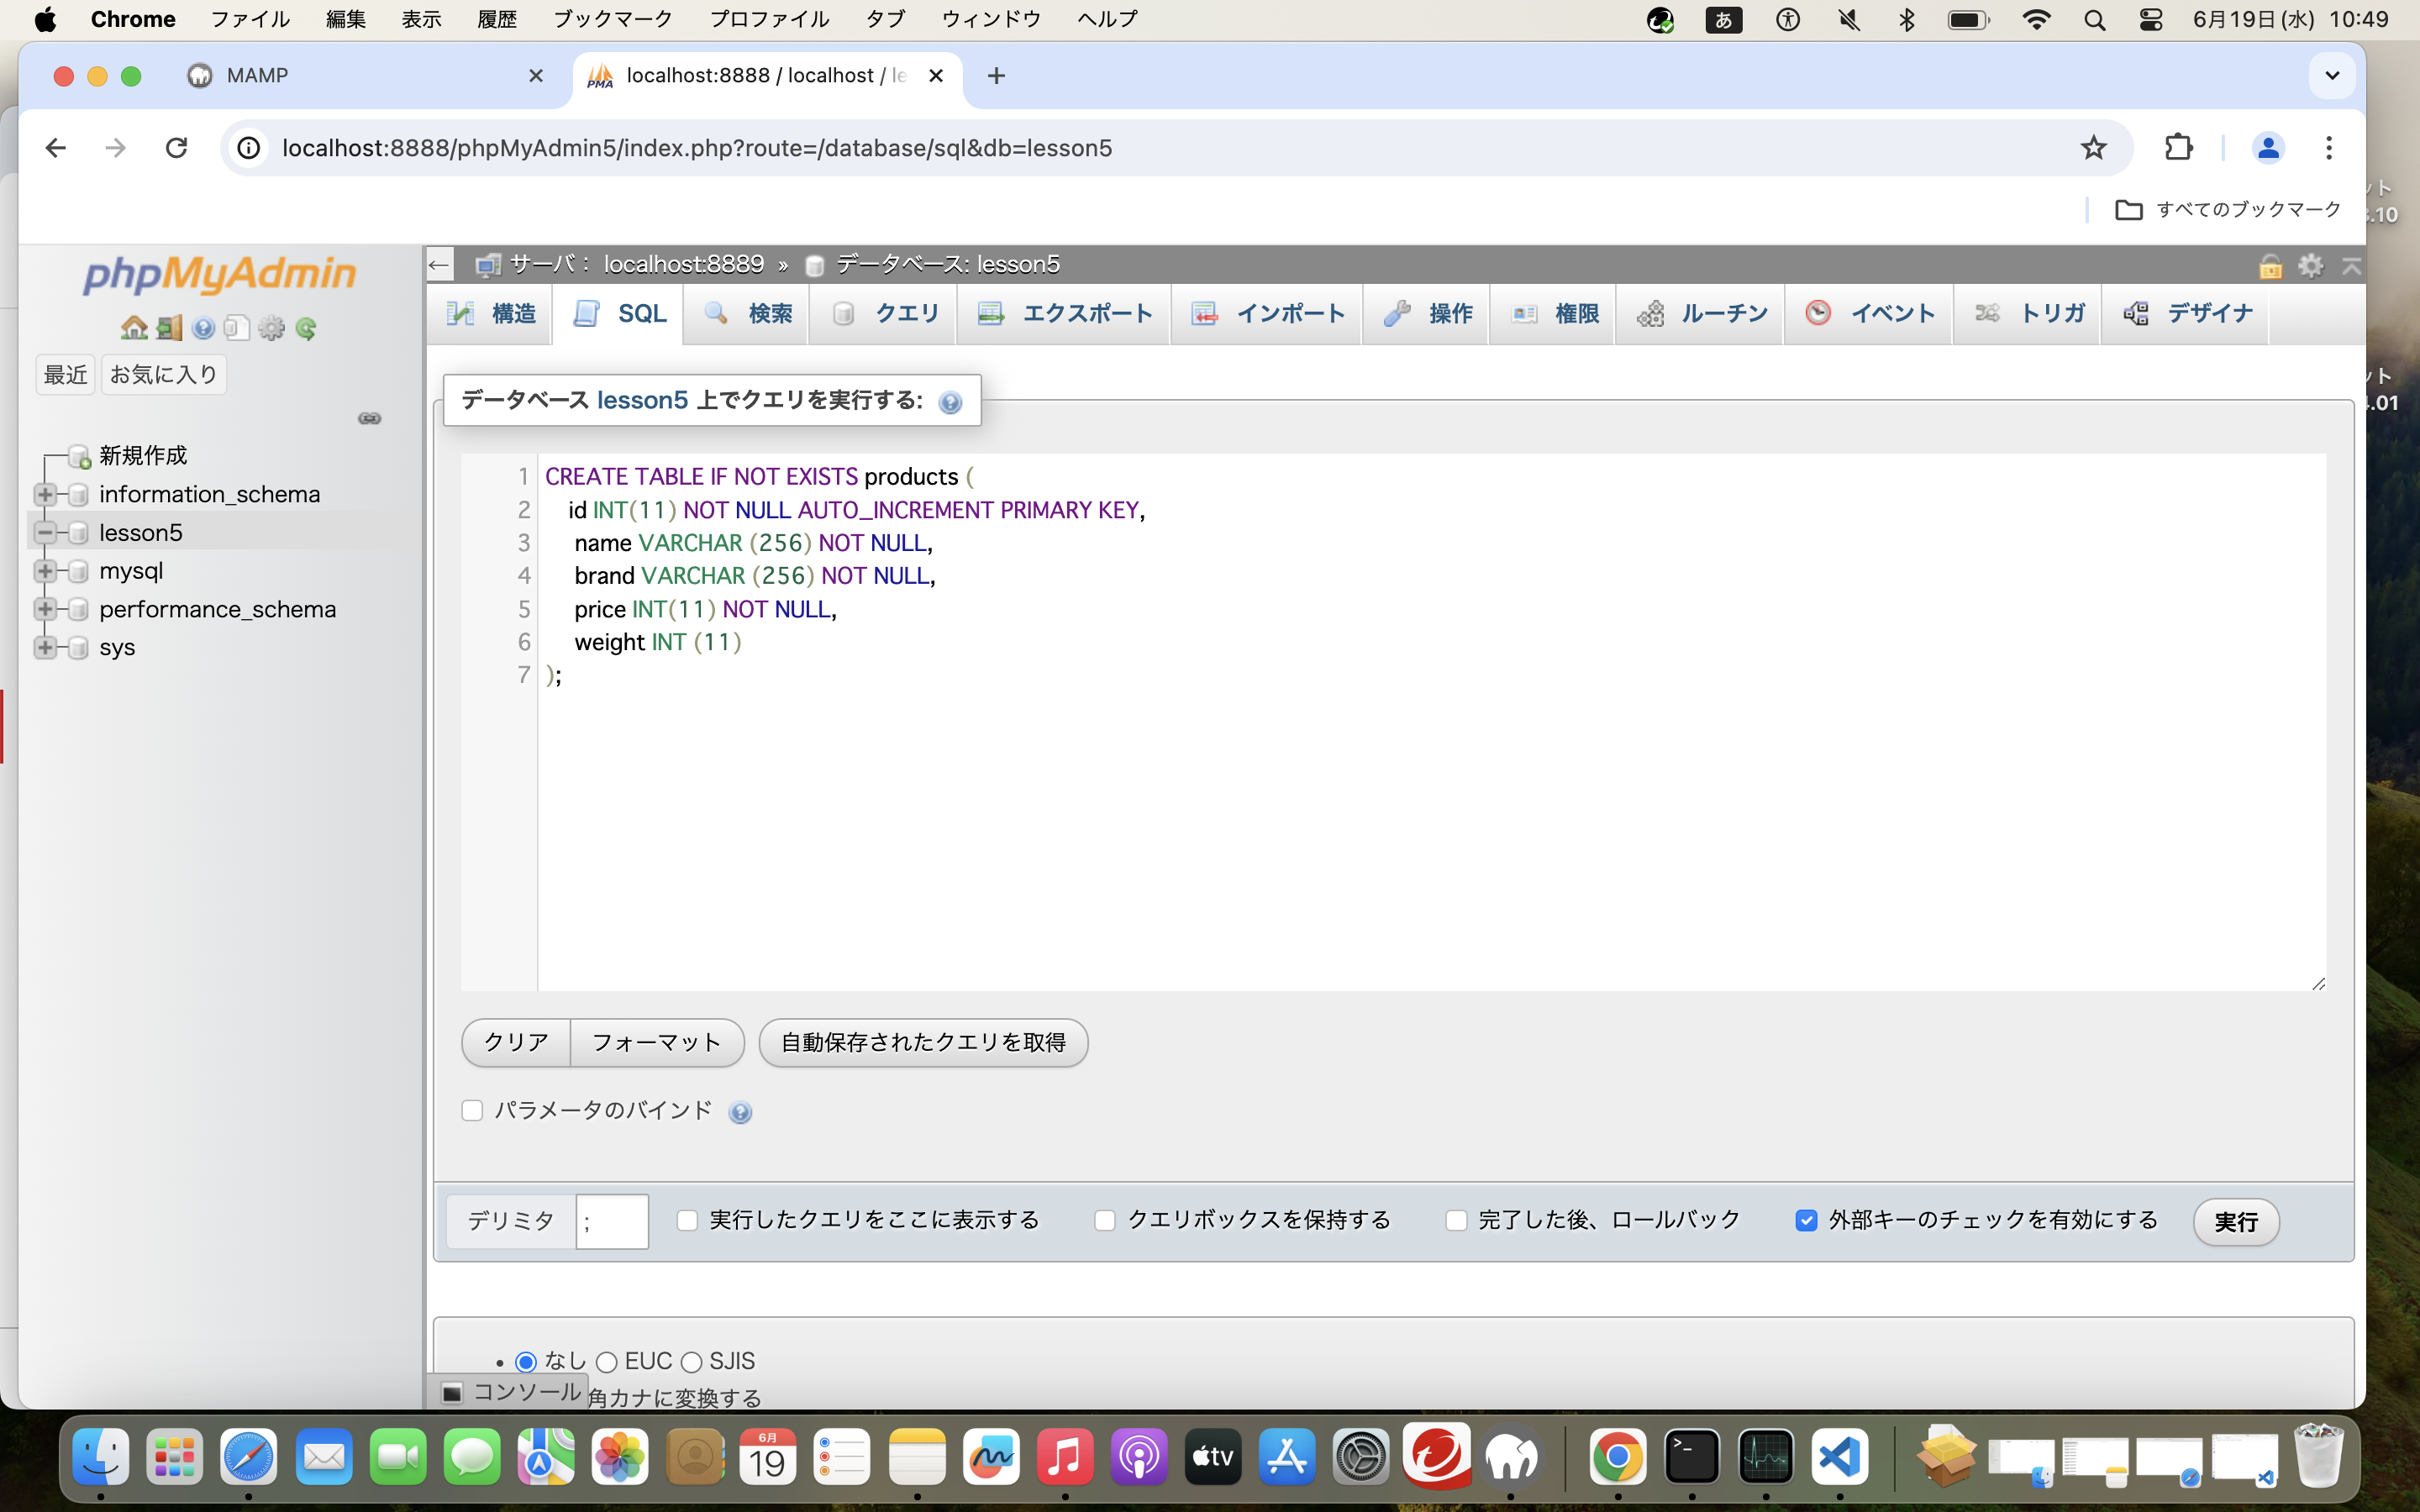 Chrome ファイル 編集 表示 履歴 ブックマーク プロファイル タブ ウィンドウ ヘルプ あ 6月19日(水) 10:49
MAMP
PMA localhost:8888 / localhost / le
localhost:8888/phpMyAdmin5/index.php?route=/database/sql&db=lesson5
すべてのブックマーク
phpMyAdmin
最近 お気に入り
新規作成
information_schema
lesson5
mysql
performance_schema
sys
サーバ： localhost:8889 » データベース: lesson5
構造 SQL 検索 クエリ エクスポート インポート 操作 権限 ルーチン イベント トリガ デザイナ
データベース lesson5 上でクエリを実行する:
1 CREATE TABLE IF NOT EXISTS products (
2 id INT(11) NOT NULL AUTO_INCREMENT PRIMARY KEY,
3 name VARCHAR (256) NOT NULL,
4 brand VARCHAR (256) NOT NULL,
5 price INT(11) NOT NULL,
6 weight INT (11)
7 );
クリア フォーマット 自動保存されたクエリを取得
パラメータのバインド
デリミタ ; 実行したクエリをここに表示する クエリボックスを保持する 完了した後、ロールバック 外部キーのチェックを有効にする 実行
なし EUC SJIS
コンソール 角カナに変換する
ット
3.10
ット
4.01
6月
19
tv